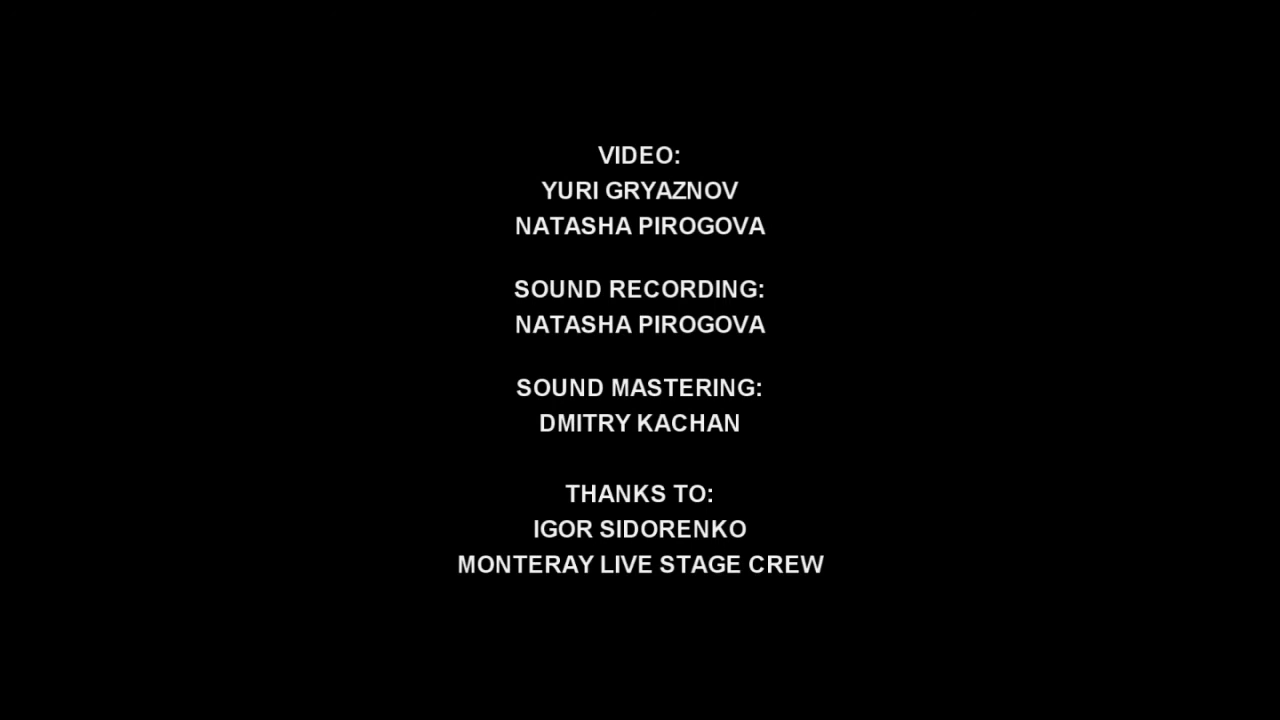 VIDEO:
YURI GRYAZNOV
NATASHA PIROGOVA
SOUND RECORDING:
NATASHA PIROGOVA
SOUND MASTERING:
DMITRY KACHAN
THANKS TO:
IGOR SIDORENKO
MONTERAY LIVE STAGE CREW